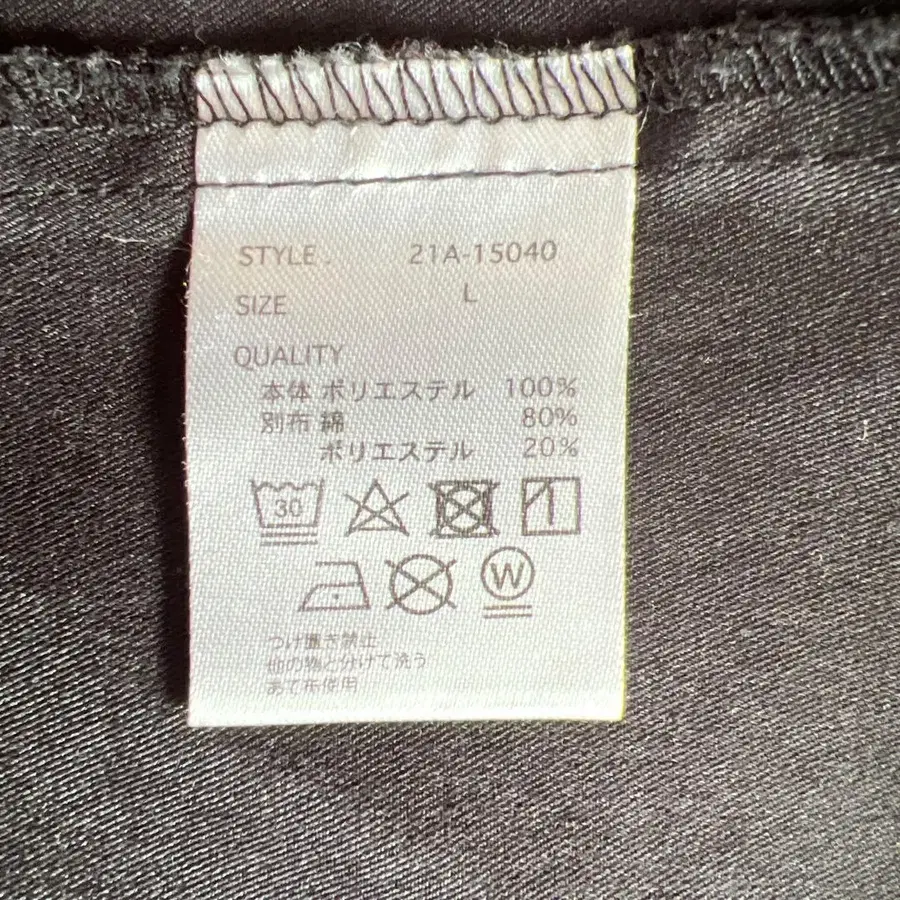 STYLE. 21A-15040
SIZE L
QUALITY
本体 ポリエステル 100%
別布 綿 80%
ポリエステル 20%
30
W
つけ置き禁止
他の物と分けて洗う
あて布使用